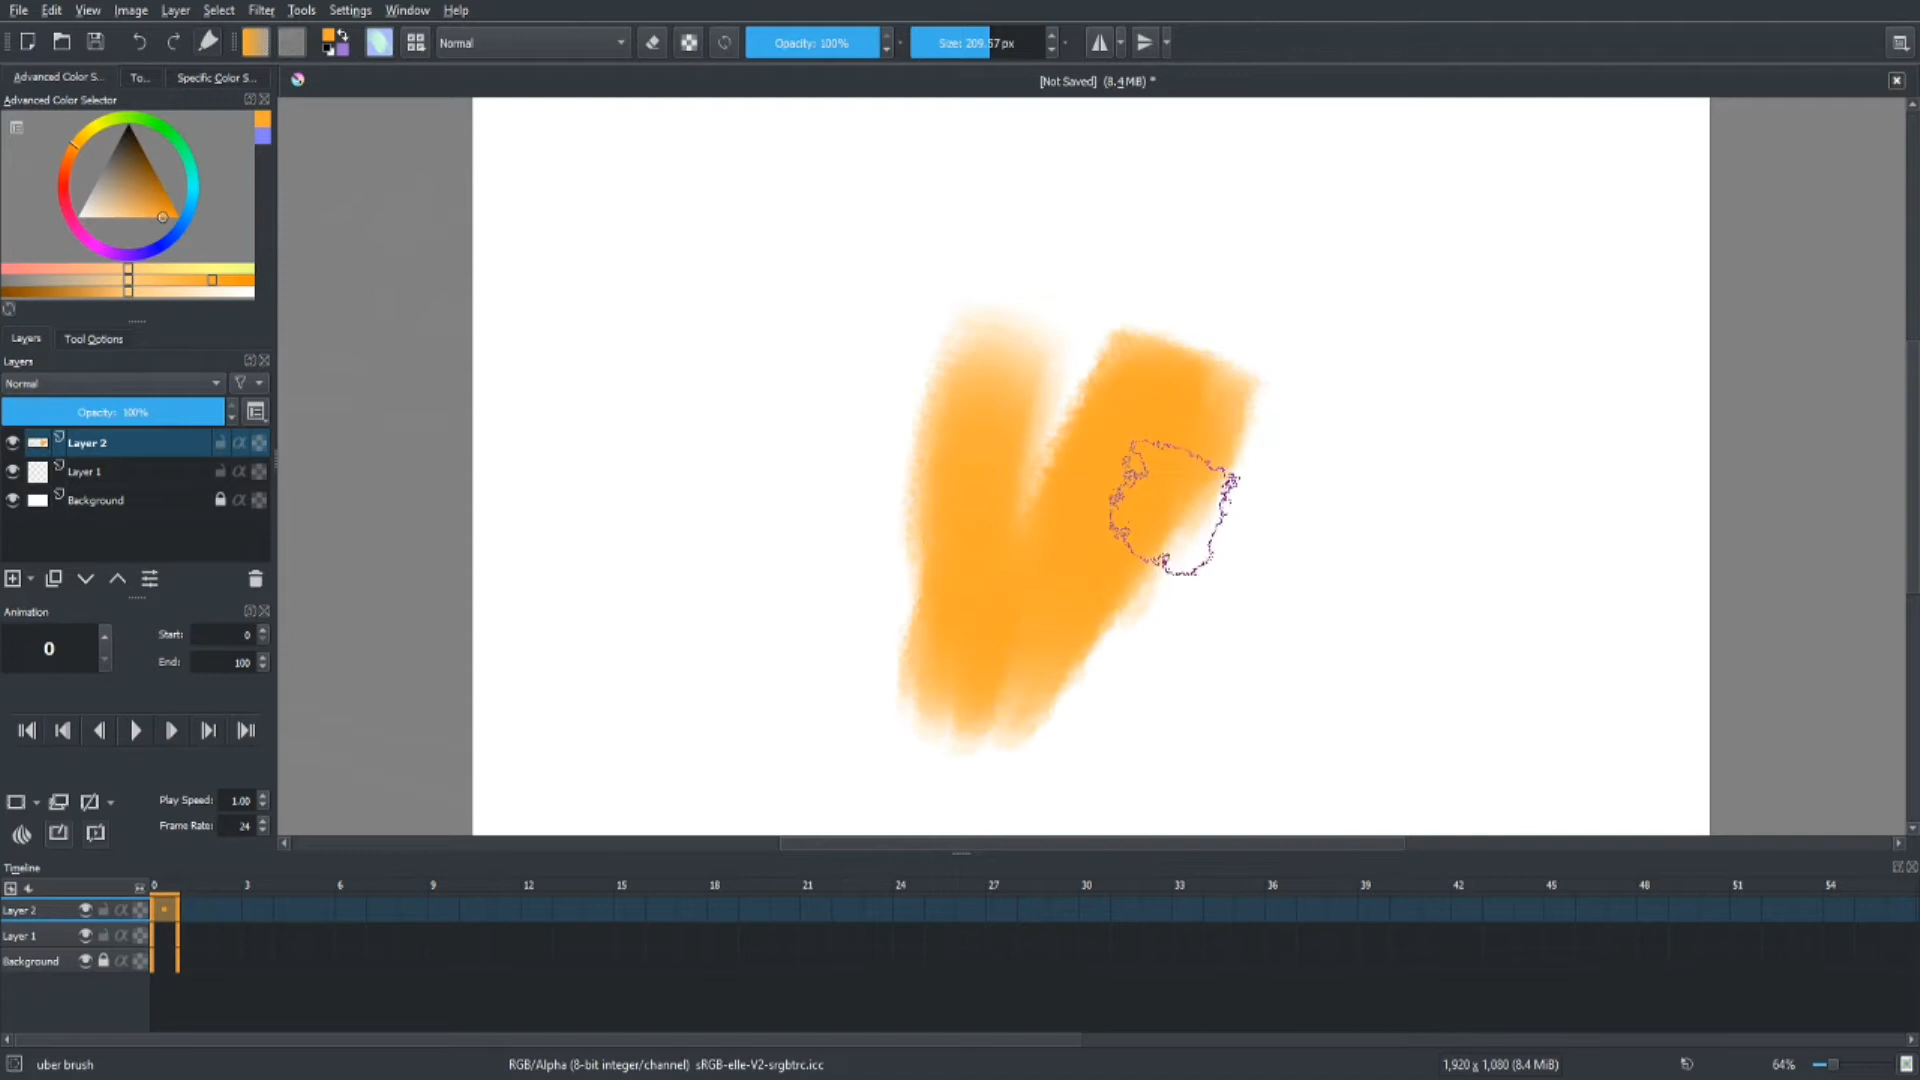 File Edit View Image Layer Select Filter Tools Settings Window Help
Normal
Opacity: 100%
Size: 209.57 px
Advanced Color S... To... Specific Color S...
[Not Saved] (8.4 MiB) *
Advanced Color Selector
Layers Tool Options
Layers
Normal
Opacity: 100%
Layer 2
Layer 1
Background
Animation
0
Start: 0
End: 100
Play Speed: 1.00
Frame Rate: 24
Timeline
0 3 6 9 12 15 18 21 24 27 30 33 36 39 42 45 48 51 54
Layer 2
Layer 1
Background
uber brush
RGB/Alpha (8-bit integer/channel) sRGB-elle-V2-srgbtrc.icc
1,920 x 1,080 (8.4 MiB)
64%